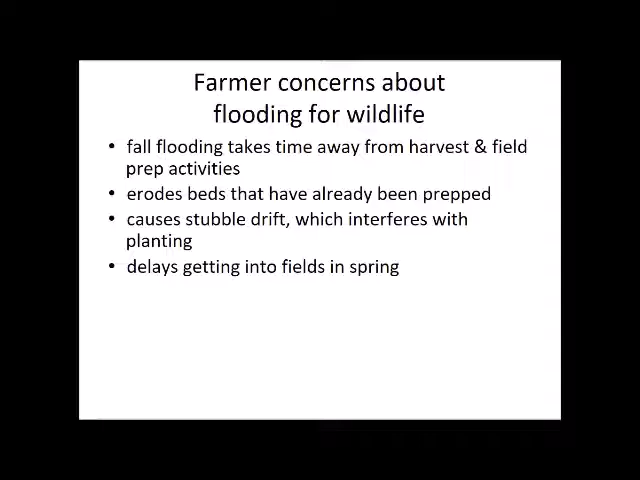 Farmer concerns about
flooding for wildlife
• fall flooding takes time away from harvest & field
prep activities
• erodes beds that have already been prepped
• causes stubble drift, which interferes with
planting
• delays getting into fields in spring